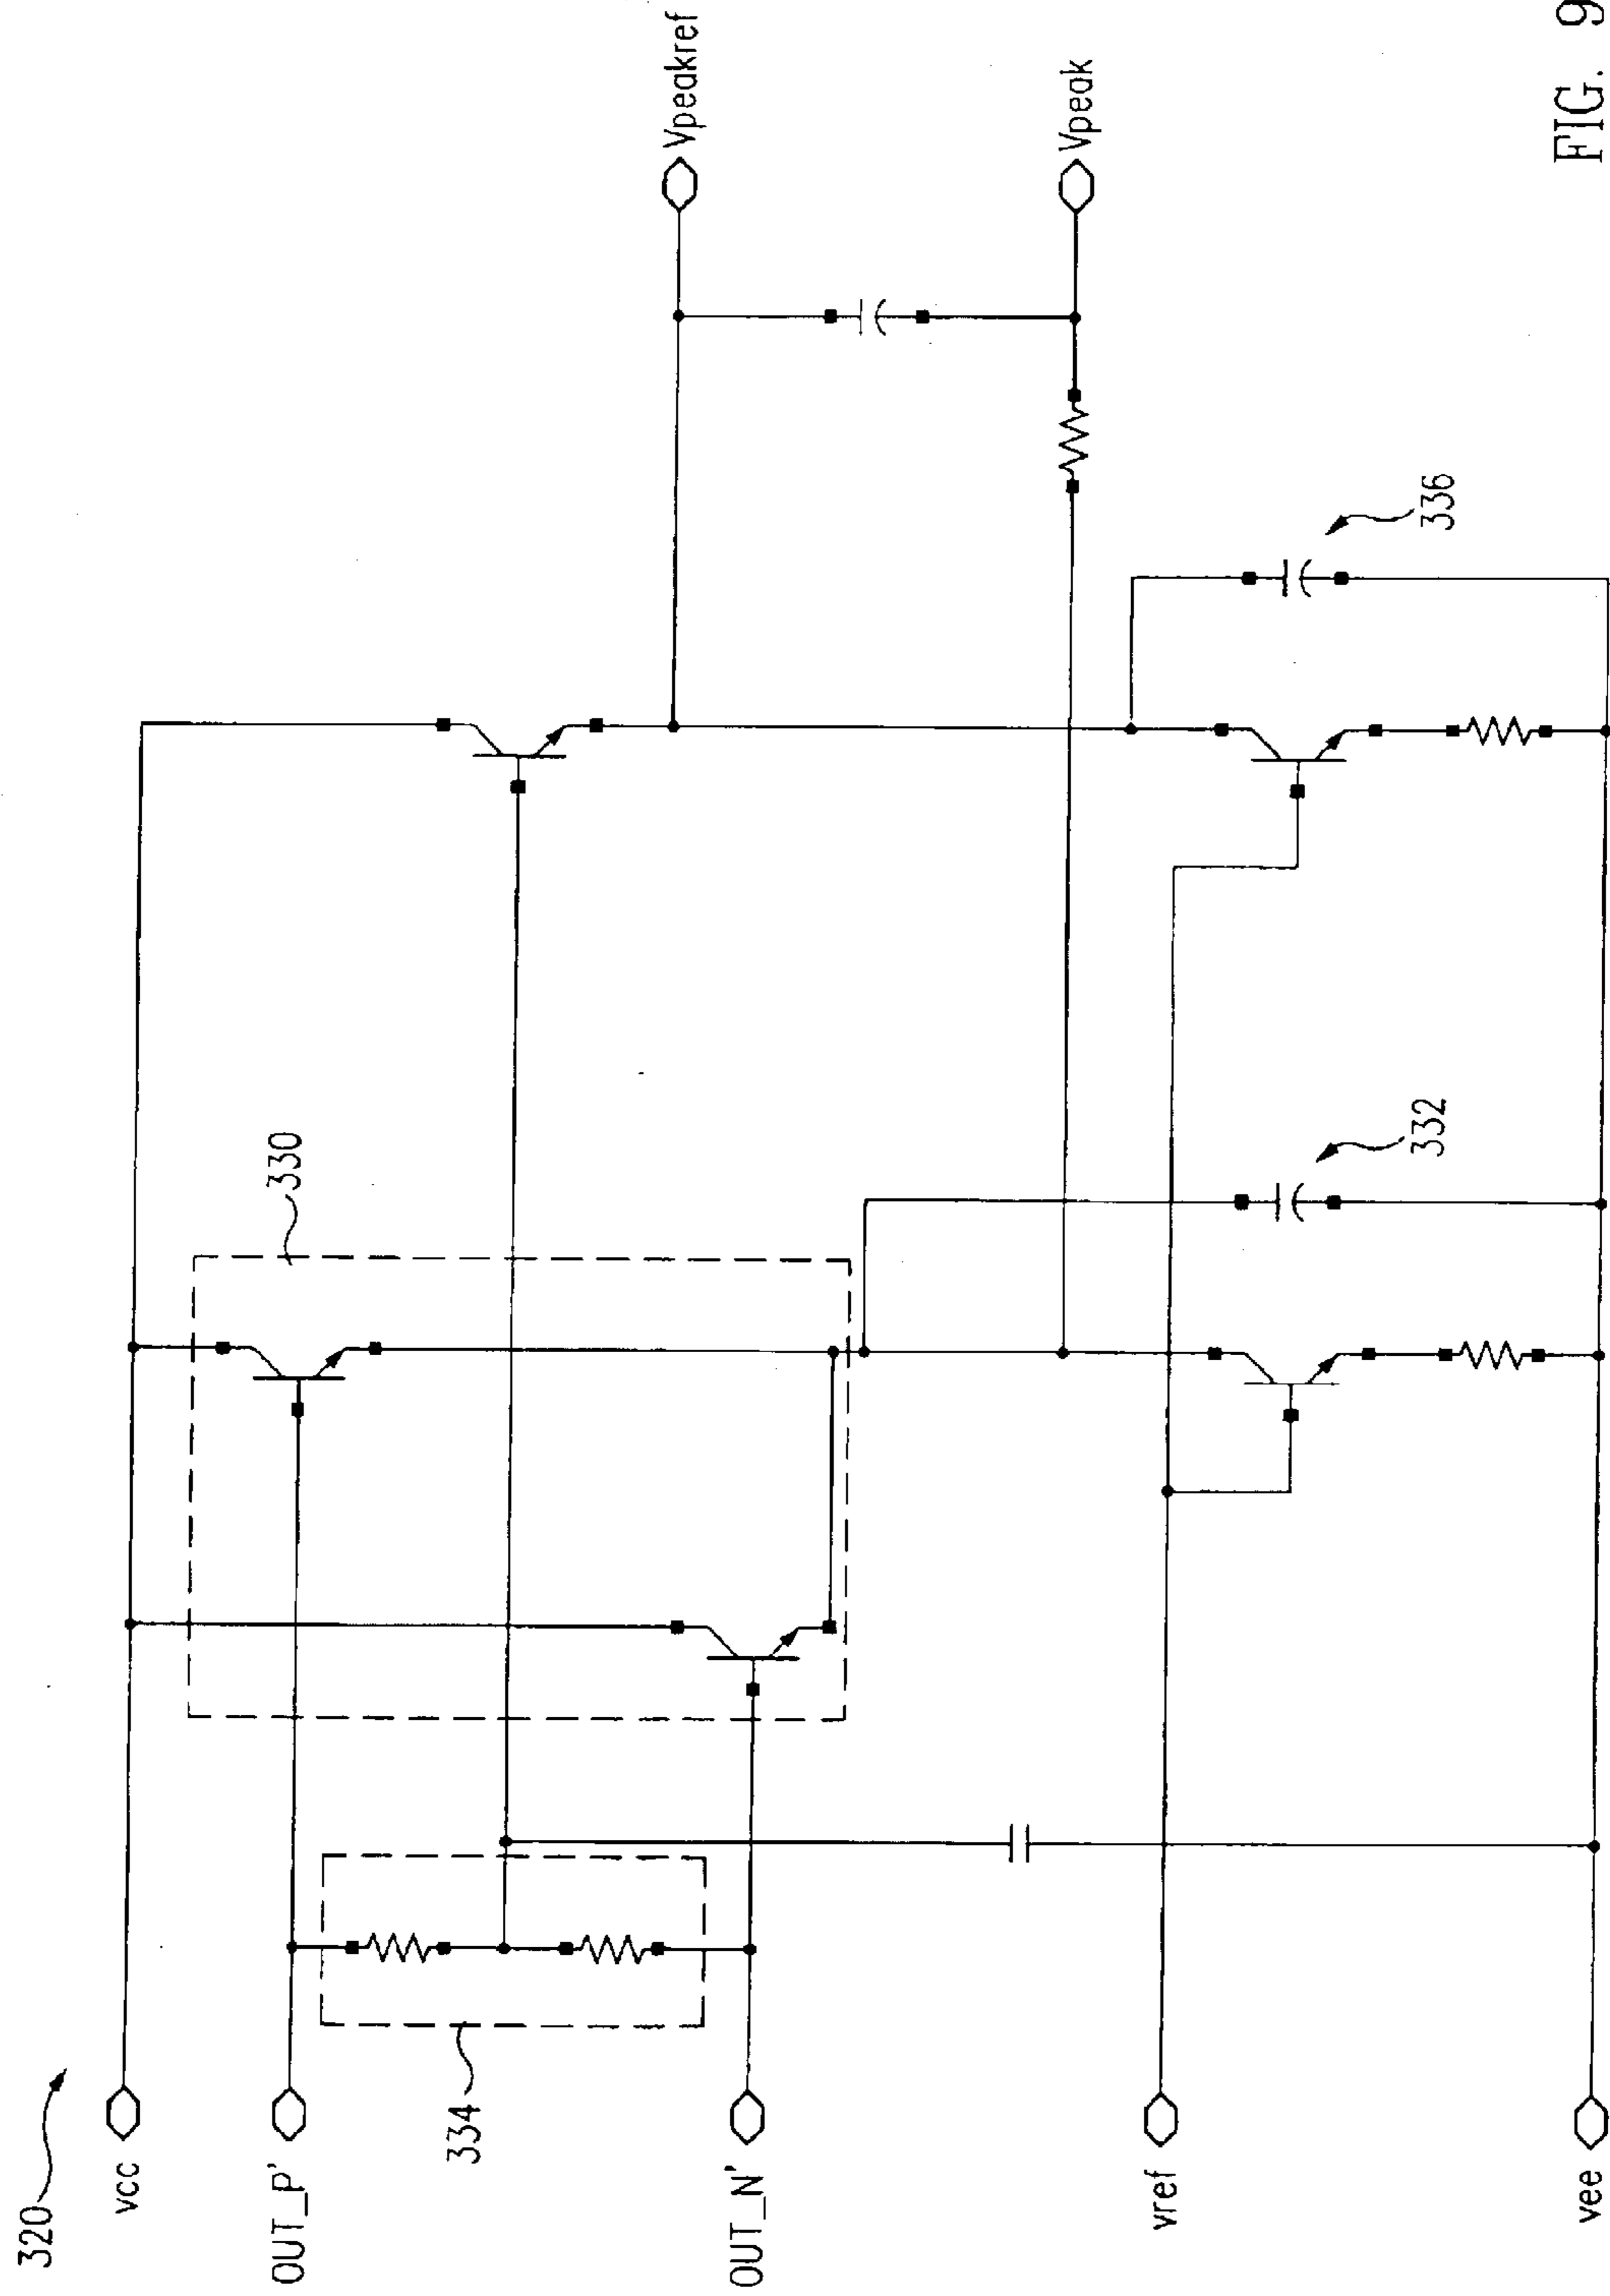 320
vcc
OUT_P'
334
OUT_N'
vref
vee
330
332
336
Vpeakref
Vpeak
FIG. 9